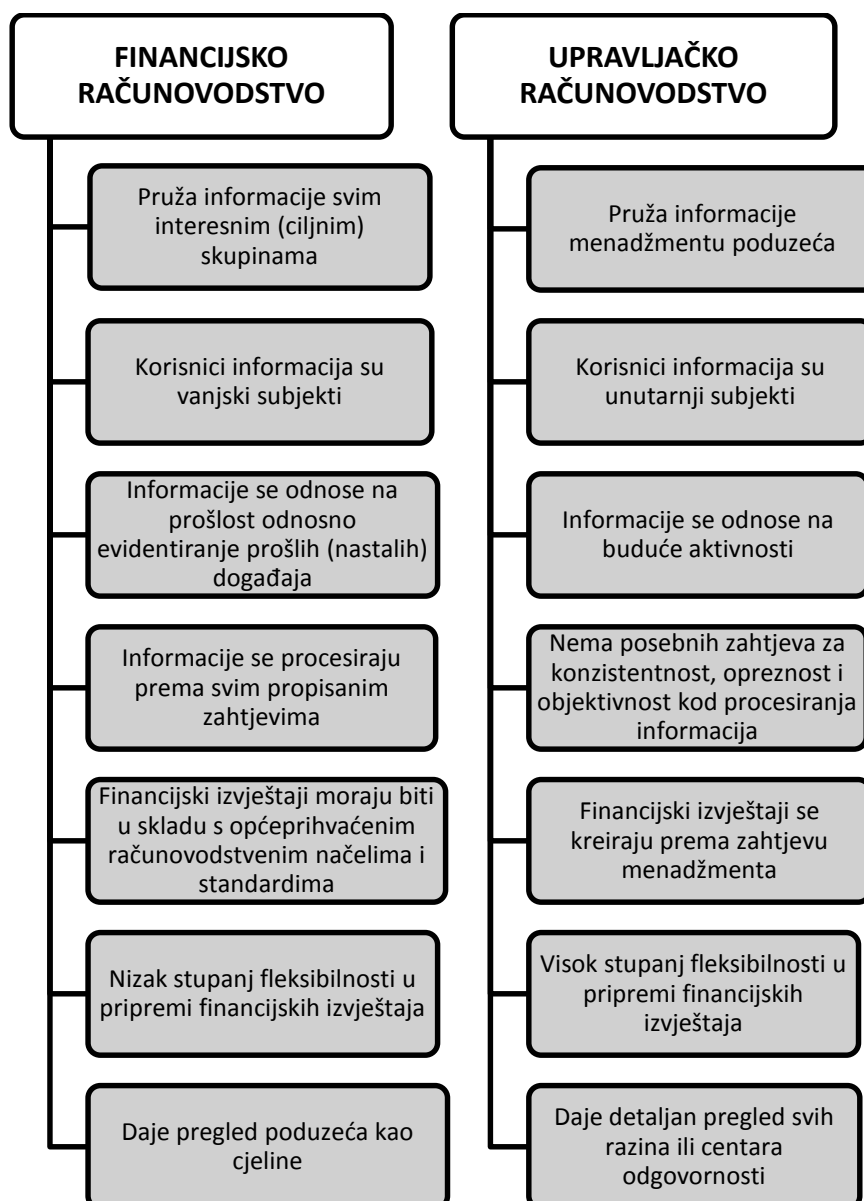 FINANCIJSKO
RAČUNOVODSTVO
Pruža informacije svim
interesnim (ciljnim)
skupinama
Korisnici informacija su
vanjski subjekti
Informacije se odnose na
prošlost odnosno
evidentiranje prošlih (nastalih)
događaja
Informacije se procesiraju
prema svim propisanim
zahtjevima
Financijski izvještaji moraju biti
u skladu s općeprihvaćenim
računovodstvenim načelima i
standardima
Nizak stupanj fleksibilnosti u
pripremi financijskih izvještaja
Daje pregled poduzeća kao
cjeline
UPRAVLJAČKO
RAČUNOVODSTVO
Pruža informacije
menadžmentu poduzeća
Korisnici informacija su
unutarnji subjekti
Informacije se odnose na
buduće aktivnosti
Nema posebnih zahtjeva za
konzistentnost, opreznost i
objektivnost kod procesiranja
informacija
Financijski izvještaji se
kreiraju prema zahtjevu
menadžmenta
Visok stupanj fleksibilnosti u
pripremi financijskih
izvještaja
Daje detaljan pregled svih
razina ili centara
odgovornosti